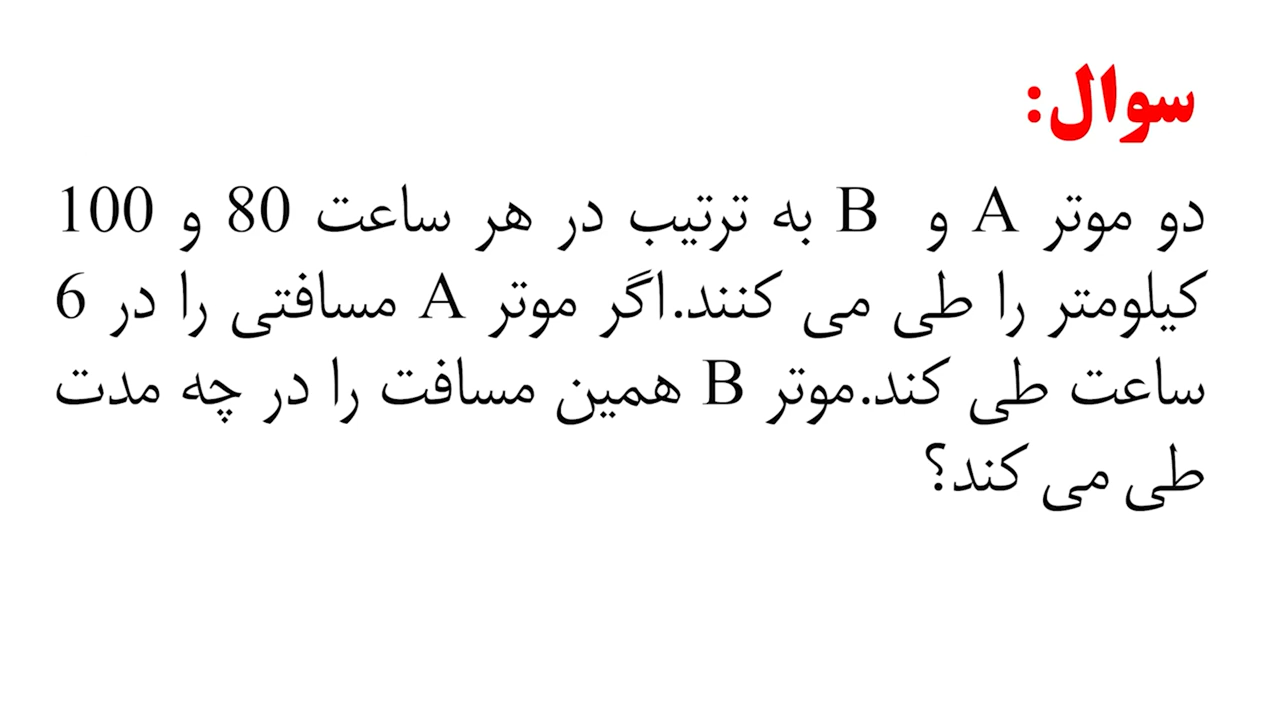 سوال:
دو موتر A و B به ترتیب در هر ساعت 80 و 100
کیلومتر را طی می کنند.اگر موتر A مسافتی را در 6
ساعت طی کند.موتر B همین مسافت را در چه مدت
طی می کند؟